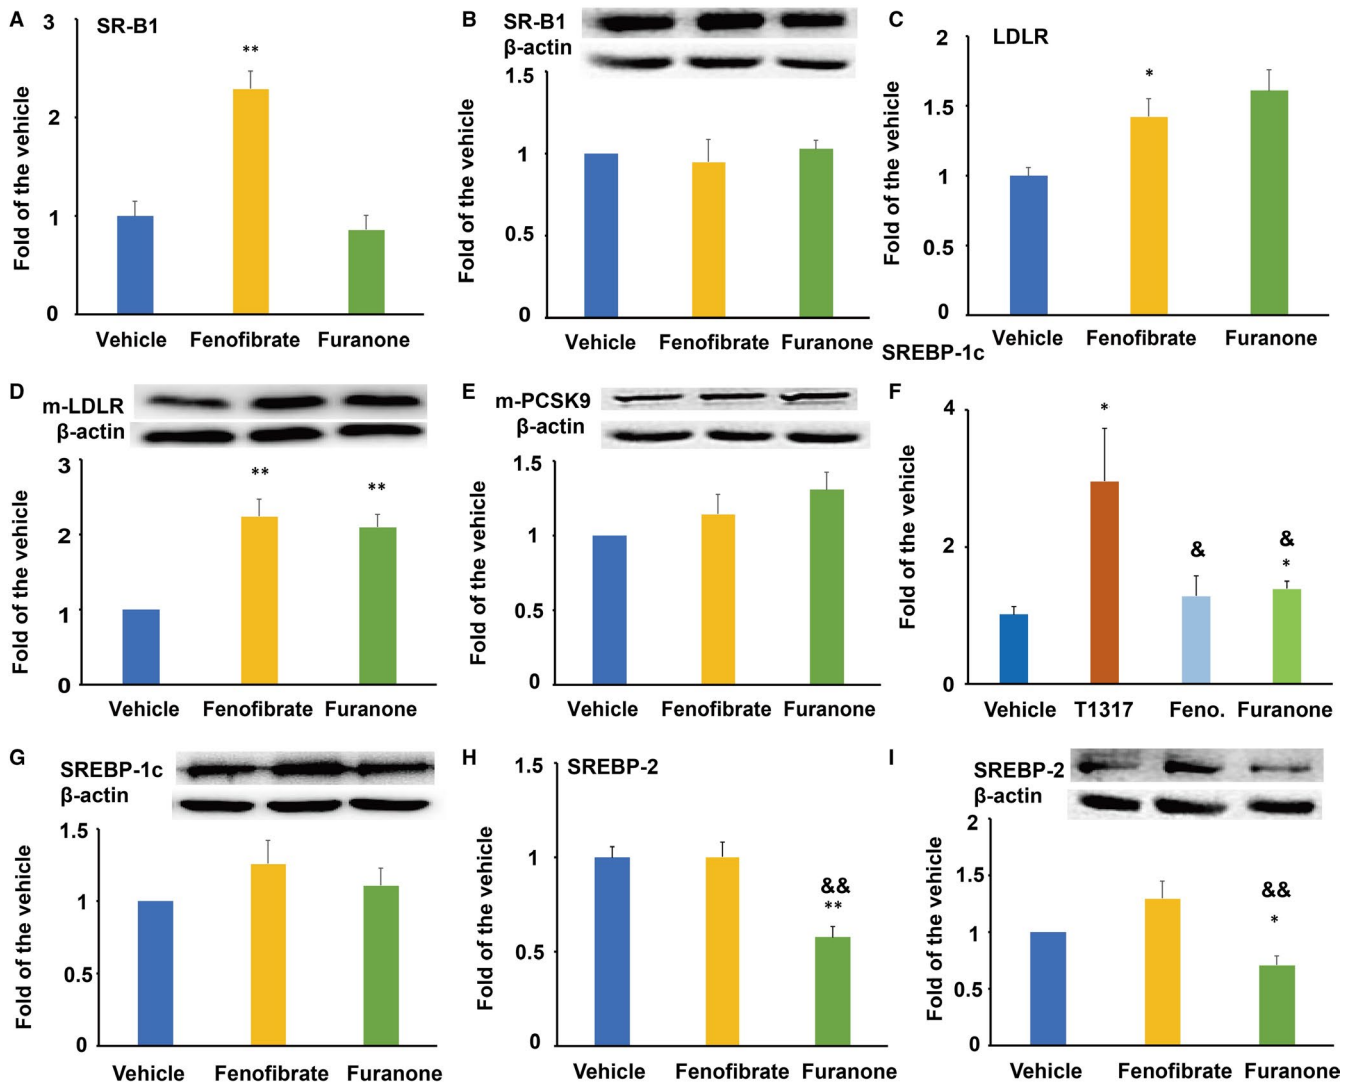 A
SR-B1
Fold of the vehicle
3
2
1
0
**
Vehicle Fenofibrate Furanone
B
SR-B1
β-actin
Fold of the vehicle
1.5
1
0.5
0
Vehicle Fenofibrate Furanone
C
LDLR
Fold of the vehicle
2
1.5
1
0.5
0
*
Vehicle Fenofibrate Furanone
D
m-LDLR
β-actin
Fold of the vehicle
3
2
1
0
**
**
Vehicle Fenofibrate Furanone
E
m-PCSK9
β-actin
Fold of the vehicle
1.5
1
0.5
0
Vehicle Fenofibrate Furanone
SREBP-1c
F
Fold of the vehicle
4
2
0
*
&
&
*
Vehicle T1317 Feno. Furanone
G
SREBP-1c
β-actin
Fold of the vehicle
1.5
1
0.5
0
Vehicle Fenofibrate Furanone
H
SREBP-2
Fold of the vehicle
1.5
1
0.5
0
&&
**
Vehicle Fenofibrate Furanone
I
SREBP-2
β-actin
Fold of the vehicle
2
1.5
1
0.5
0
&&
*
Vehicle Fenofibrate Furanone